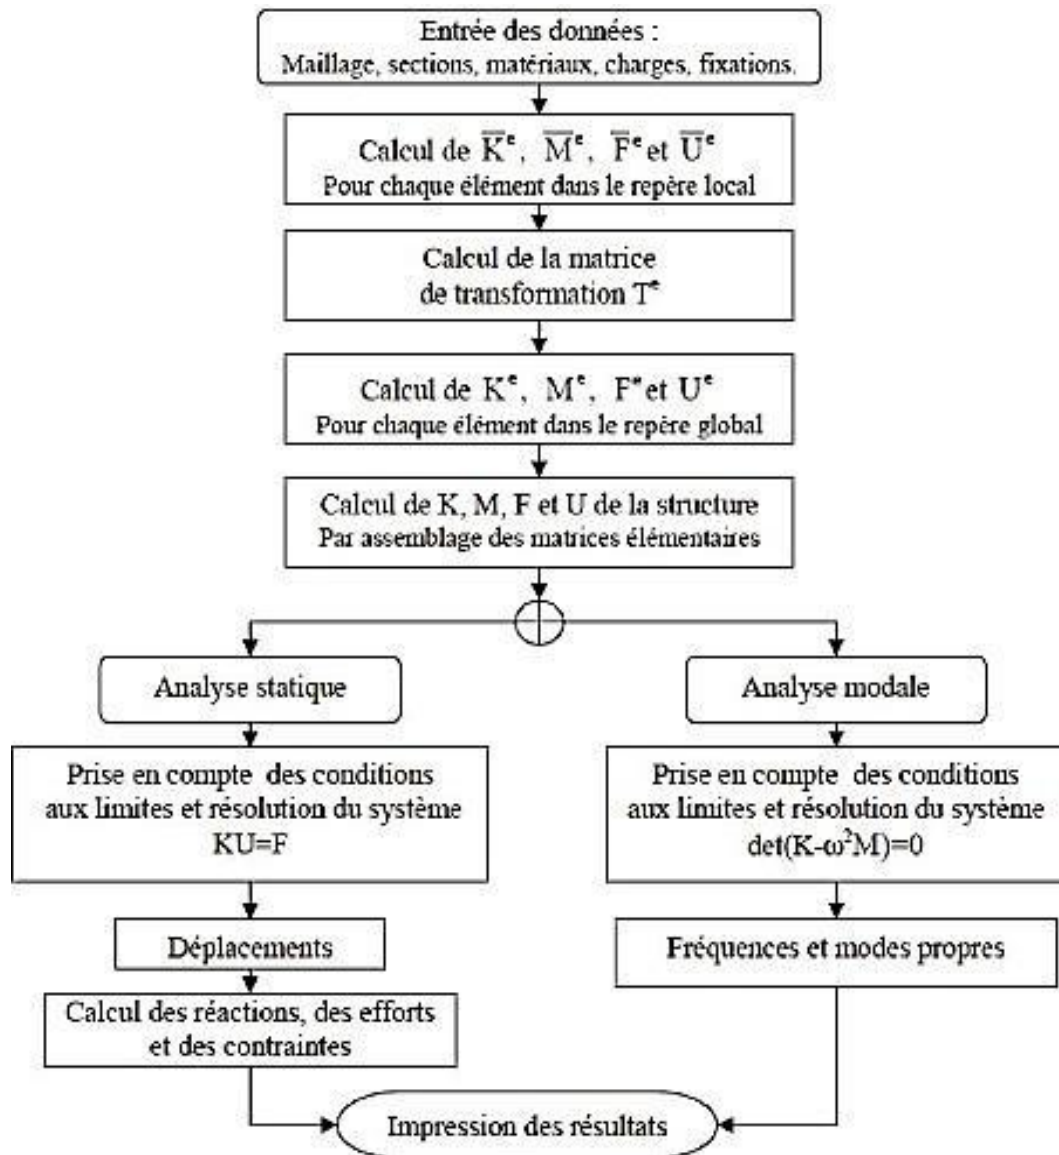 Entrée des données :
Maillage, sections, matériaux, charges, fixations.
Calcul de K̅ᵉ, M̅ᵉ, F̅ᵉ et U̅ᵉ
Pour chaque élément dans le repère local
Calcul de la matrice
de transformation Tᵉ
Calcul de Kᵉ, Mᵉ, Fᵉ et Uᵉ
Pour chaque élément dans le repère global
Calcul de K, M, F et U de la structure
Par assemblage des matrices élémentaires
Analyse statique
Prise en compte des conditions
aux limites et résolution du système
KU=F
Déplacements
Calcul des réactions, des efforts
et des contraintes
Analyse modale
Prise en compte des conditions
aux limites et résolution du système
det(K-ω²M)=0
Fréquences et modes propres
Impression des résultats